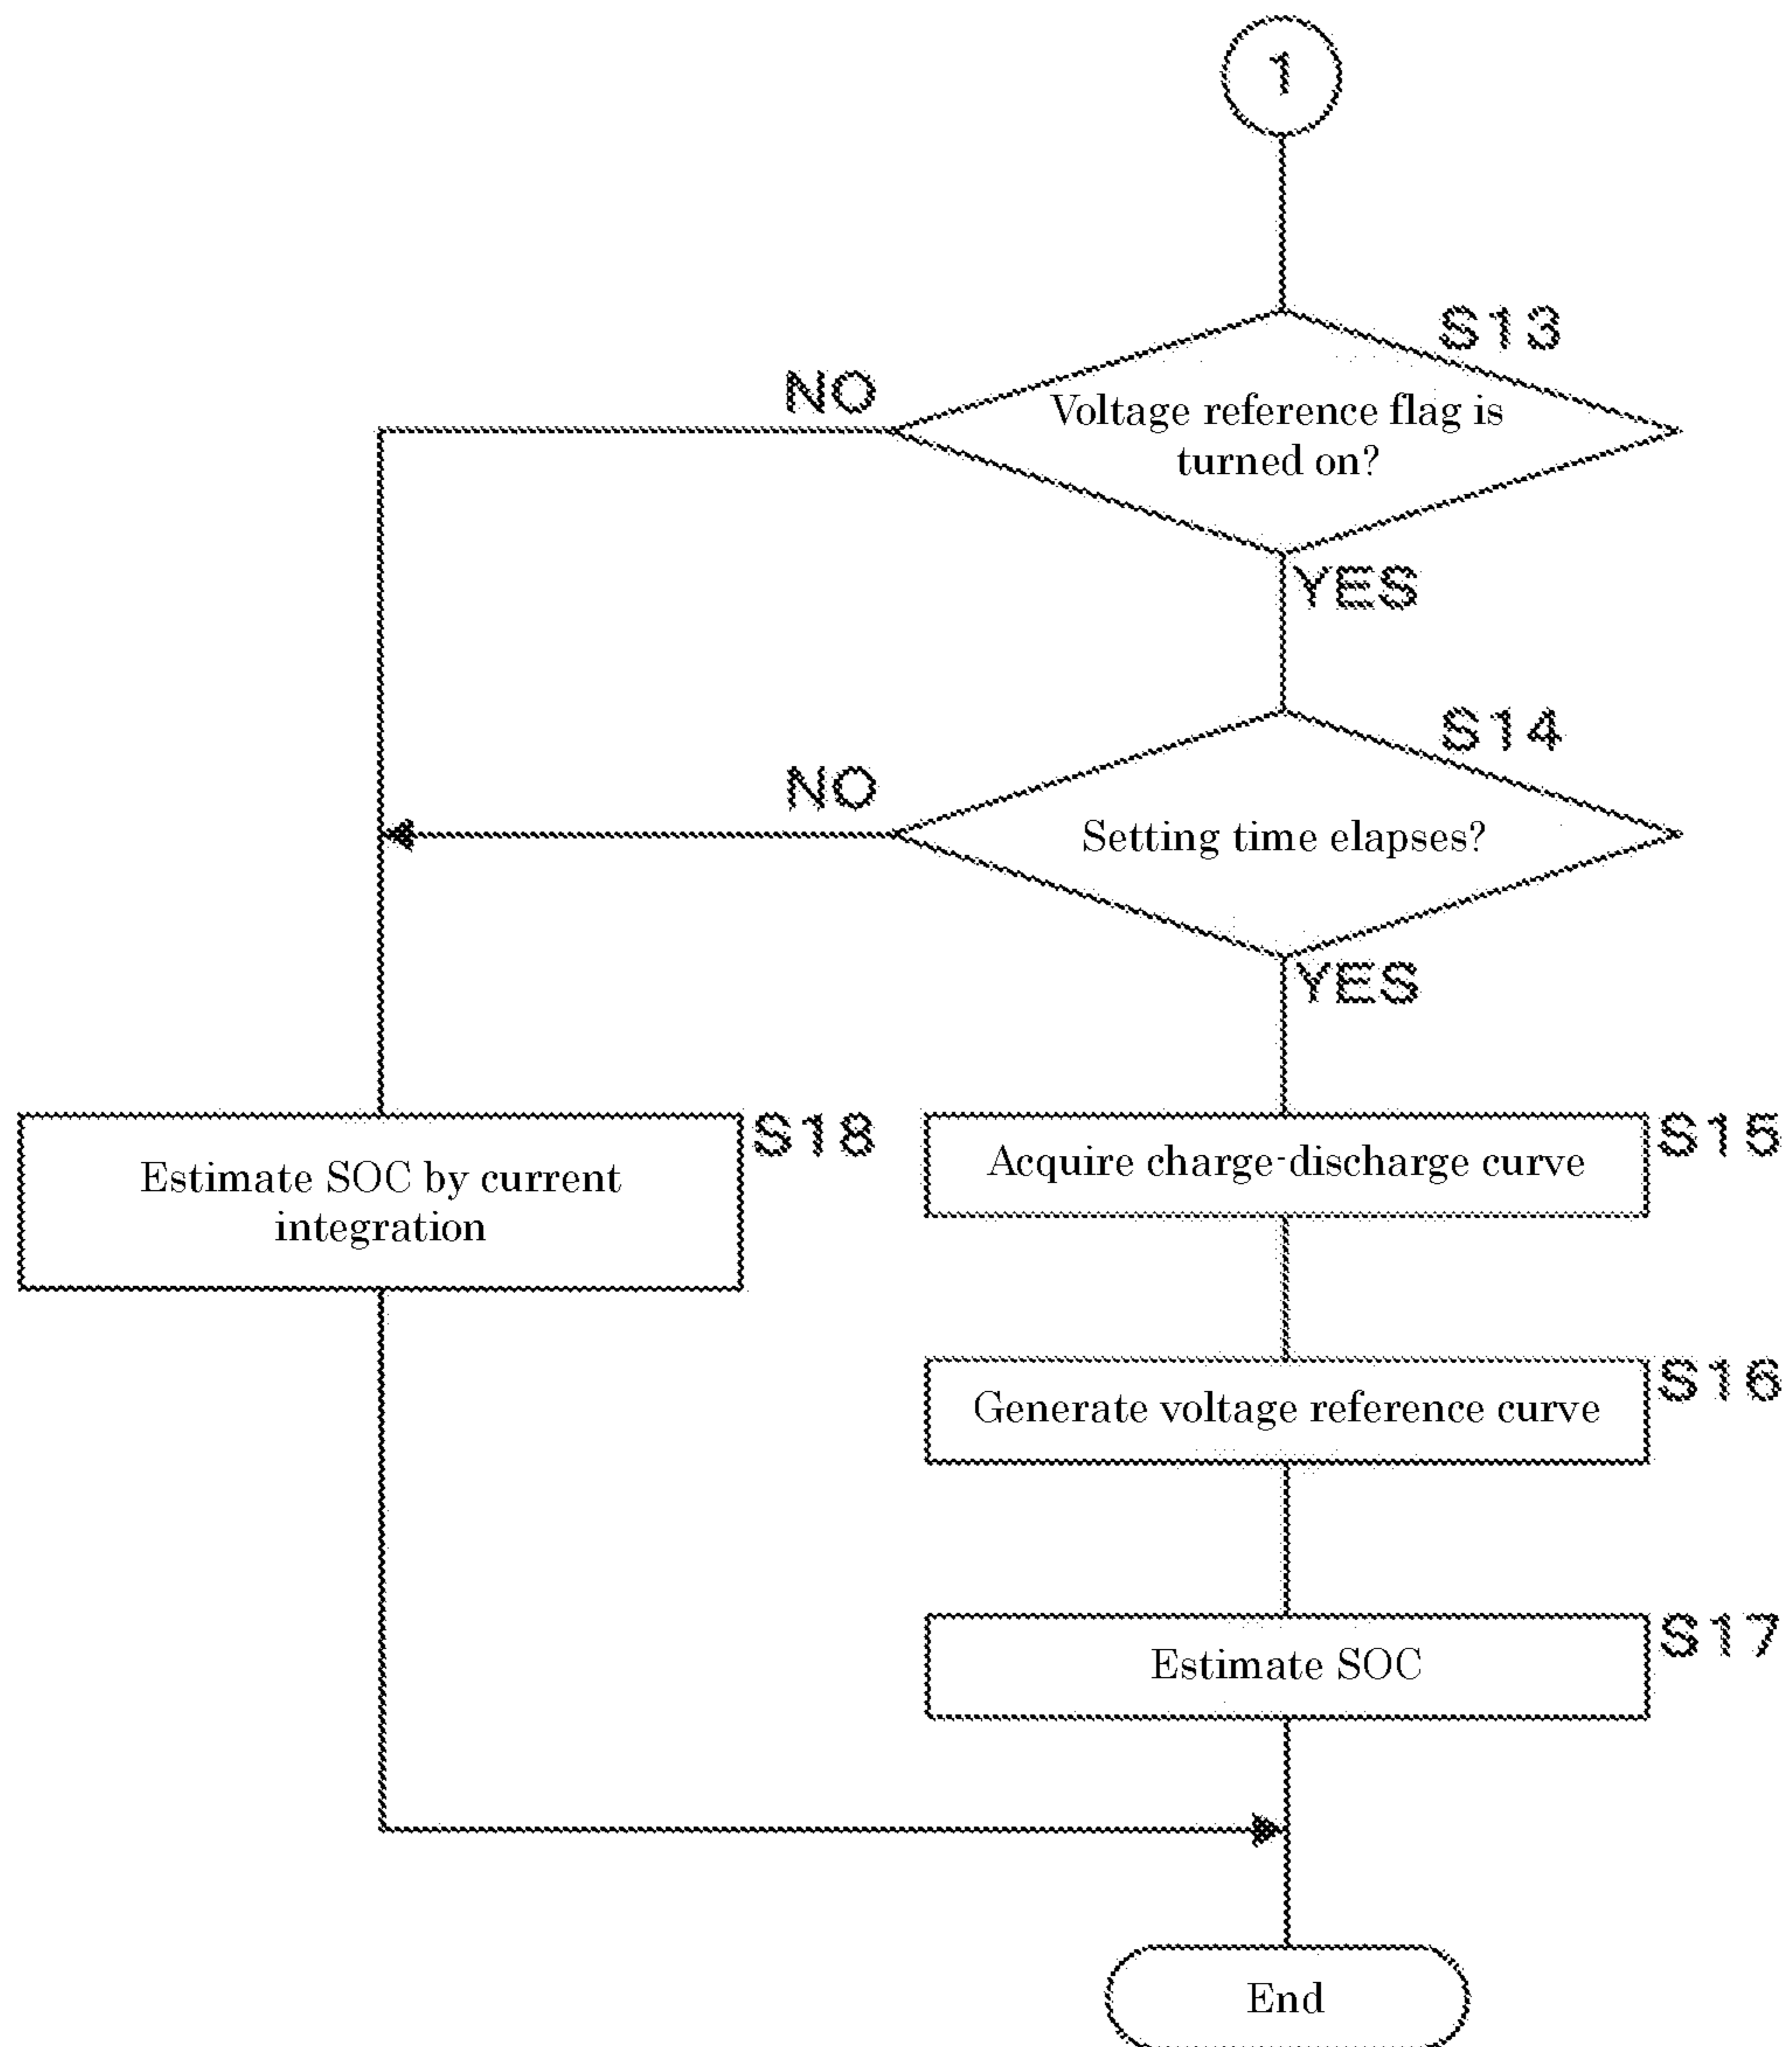 1
S13
NO
Voltage reference flag is
turned on?
YES
S14
NO
Setting time elapses?
YES
S18
Estimate SOC by current
integration
S15
Acquire charge-discharge curve
S16
Generate voltage reference curve
S17
Estimate SOC
End